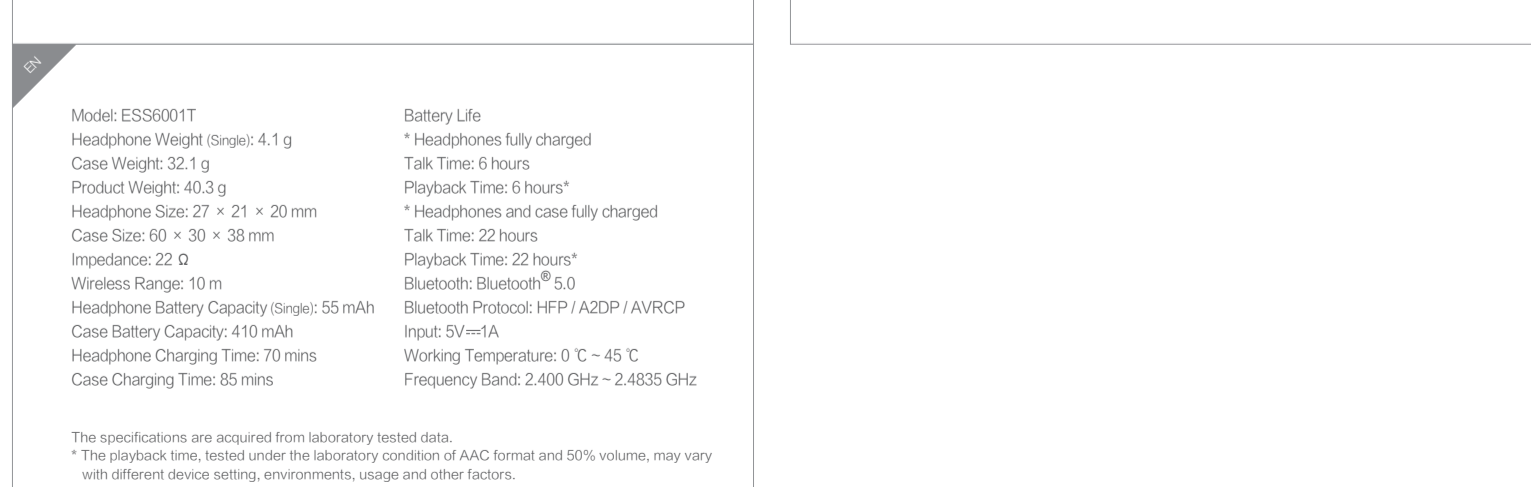 EN
Model: ESS6001T
Headphone Weight (Single): 4.1 g
Case Weight: 32.1 g
Product Weight: 40.3 g
Headphone Size: 27 × 21 × 20 mm
Case Size: 60 × 30 × 38 mm
Impedance: 22 Ω
Wireless Range: 10 m
Headphone Battery Capacity (Single): 55 mAh
Case Battery Capacity: 410 mAh
Headphone Charging Time: 70 mins
Case Charging Time: 85 mins
Battery Life
* Headphones fully charged
Talk Time: 6 hours
Playback Time: 6 hours*
* Headphones and case fully charged
Talk Time: 22 hours
Playback Time: 22 hours*
Bluetooth: Bluetooth® 5.0
Bluetooth Protocol: HFP / A2DP / AVRCP
Input: 5V⎓1A
Working Temperature: 0 ℃ ~ 45 ℃
Frequency Band: 2.400 GHz ~ 2.4835 GHz
The specifications are acquired from laboratory tested data.
* The playback time, tested under the laboratory condition of AAC format and 50% volume, may vary
with different device setting, environments, usage and other factors.